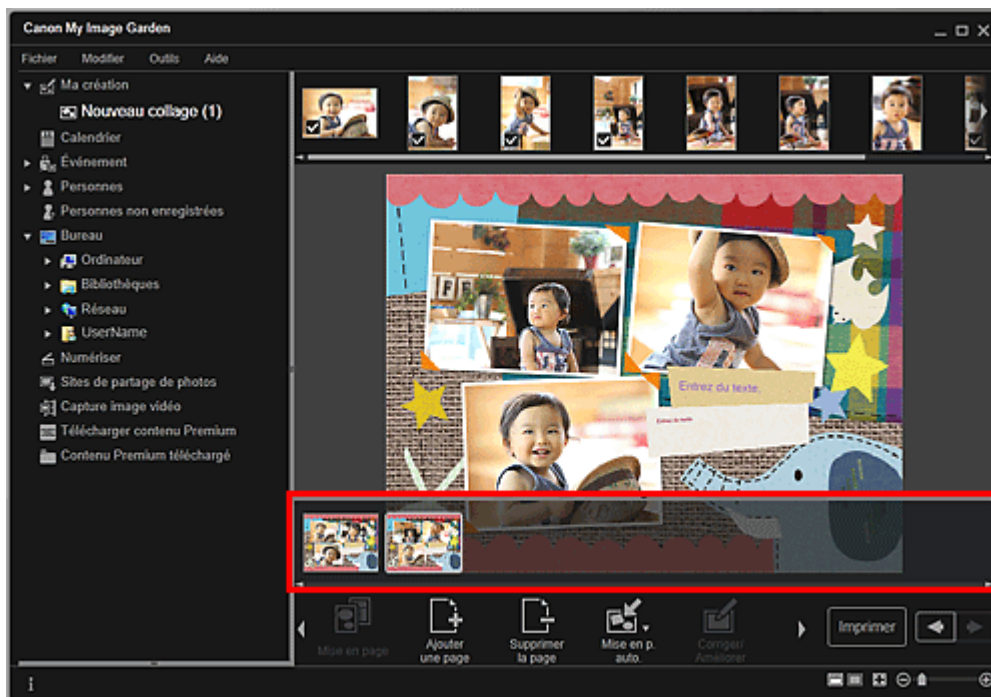 Canon My Image Garden
Fichier Modifier Outils Aide
Ma création
Nouveau collage (1)
Calendrier
Événement
Personnes
Personnes non enregistrées
Bureau
Ordinateur
Bibliothèques
Réseau
UserName
Numériser
Sites de partage de photos
Capture image vidéo
Télécharger contenu Premium
Contenu Premium téléchargé
Entrez du texte.
Entrez du texte.
Mise en page
Ajouter
une page
Supprimer
la page
Mise en p.
auto.
Corriger/
Améliorer
Imprimer